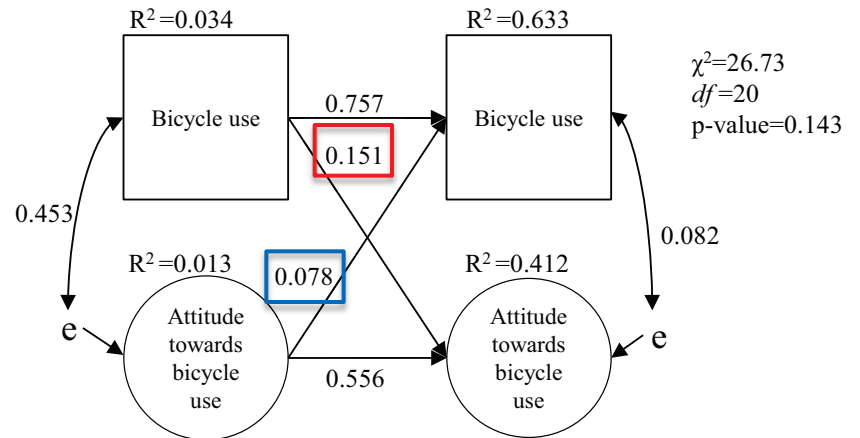 R²=0.034
R²=0.633
χ²=26.73
df=20
p-value=0.143
Bicycle use
0.757
Bicycle use
0.151
0.453
0.082
R²=0.013
0.078
R²=0.412
e
Attitude
towards
bicycle
use
0.556
Attitude
towards
bicycle
use
e